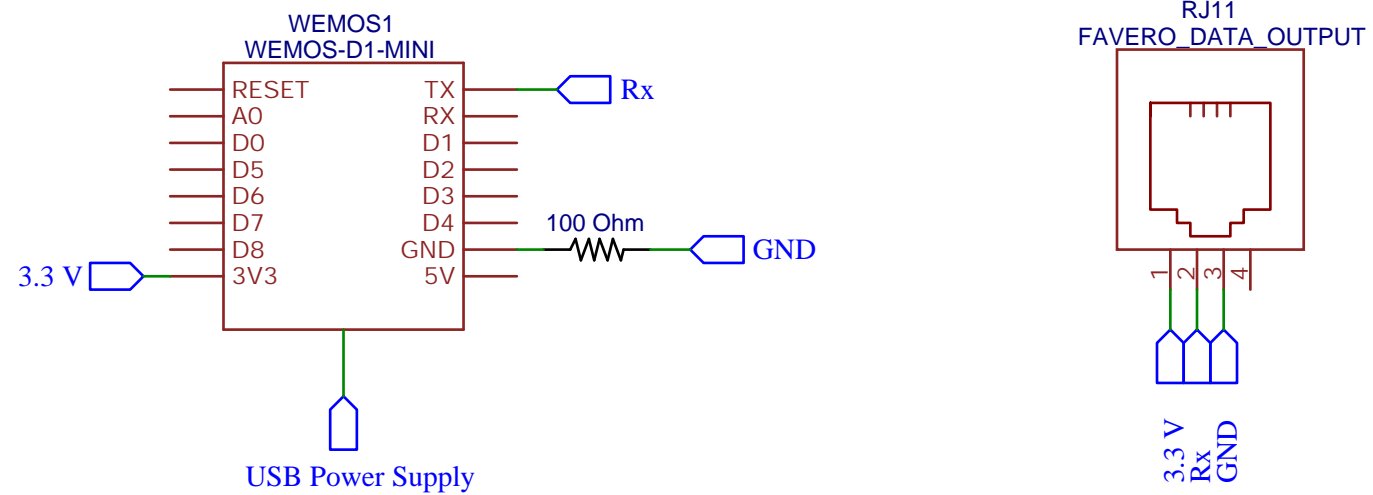 WEMOS1
WEMOS-D1-MINI
RESET
A0
D0
D5
D6
D7
D8
3V3
TX
RX
D1
D2
D3
D4
GND
5V
Rx
100 Ohm
GND
3.3 V
USB Power Supply
RJ11
FAVERO_DATA_OUTPUT
1
2
3
4
3.3 V
Rx
GND